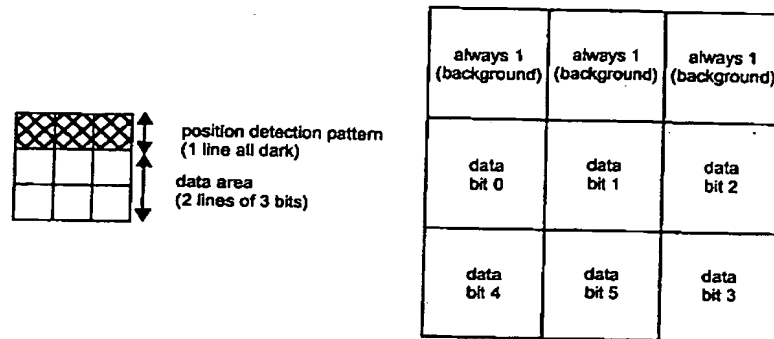 position detection pattern
(1 line all dark)
data area
(2 lines of 3 bits)
always 1
(background)
always 1
(background)
always 1
(background)
data
bit 0
data
bit 1
data
bit 2
data
bit 4
data
bit 5
data
bit 3